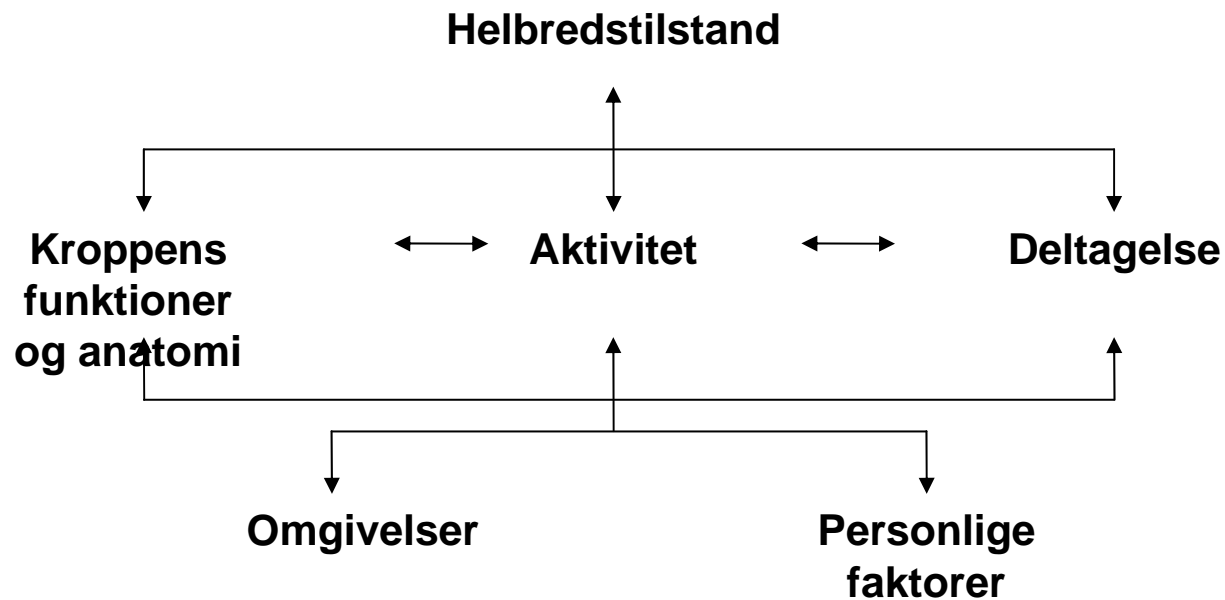 Helbredstilstand
Kroppens
funktioner
og anatomi
Aktivitet
Deltagelse
Omgivelser
Personlige
faktorer